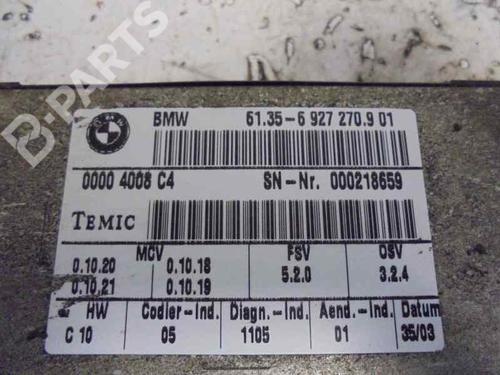 B-PARTS
BMW 61.35-6 927 270.9 01
0000 4008 C4 SN-Nr. 000218659
TEMIC
MCV FSV OSV
0.10.20 0.10.18 5.2.0 3.2.4
0.10.21 0.10.19
HW Codier-Ind. Diagn.-Ind. Aend.-Ind. Datum
C 10 05 1105 01 35/03